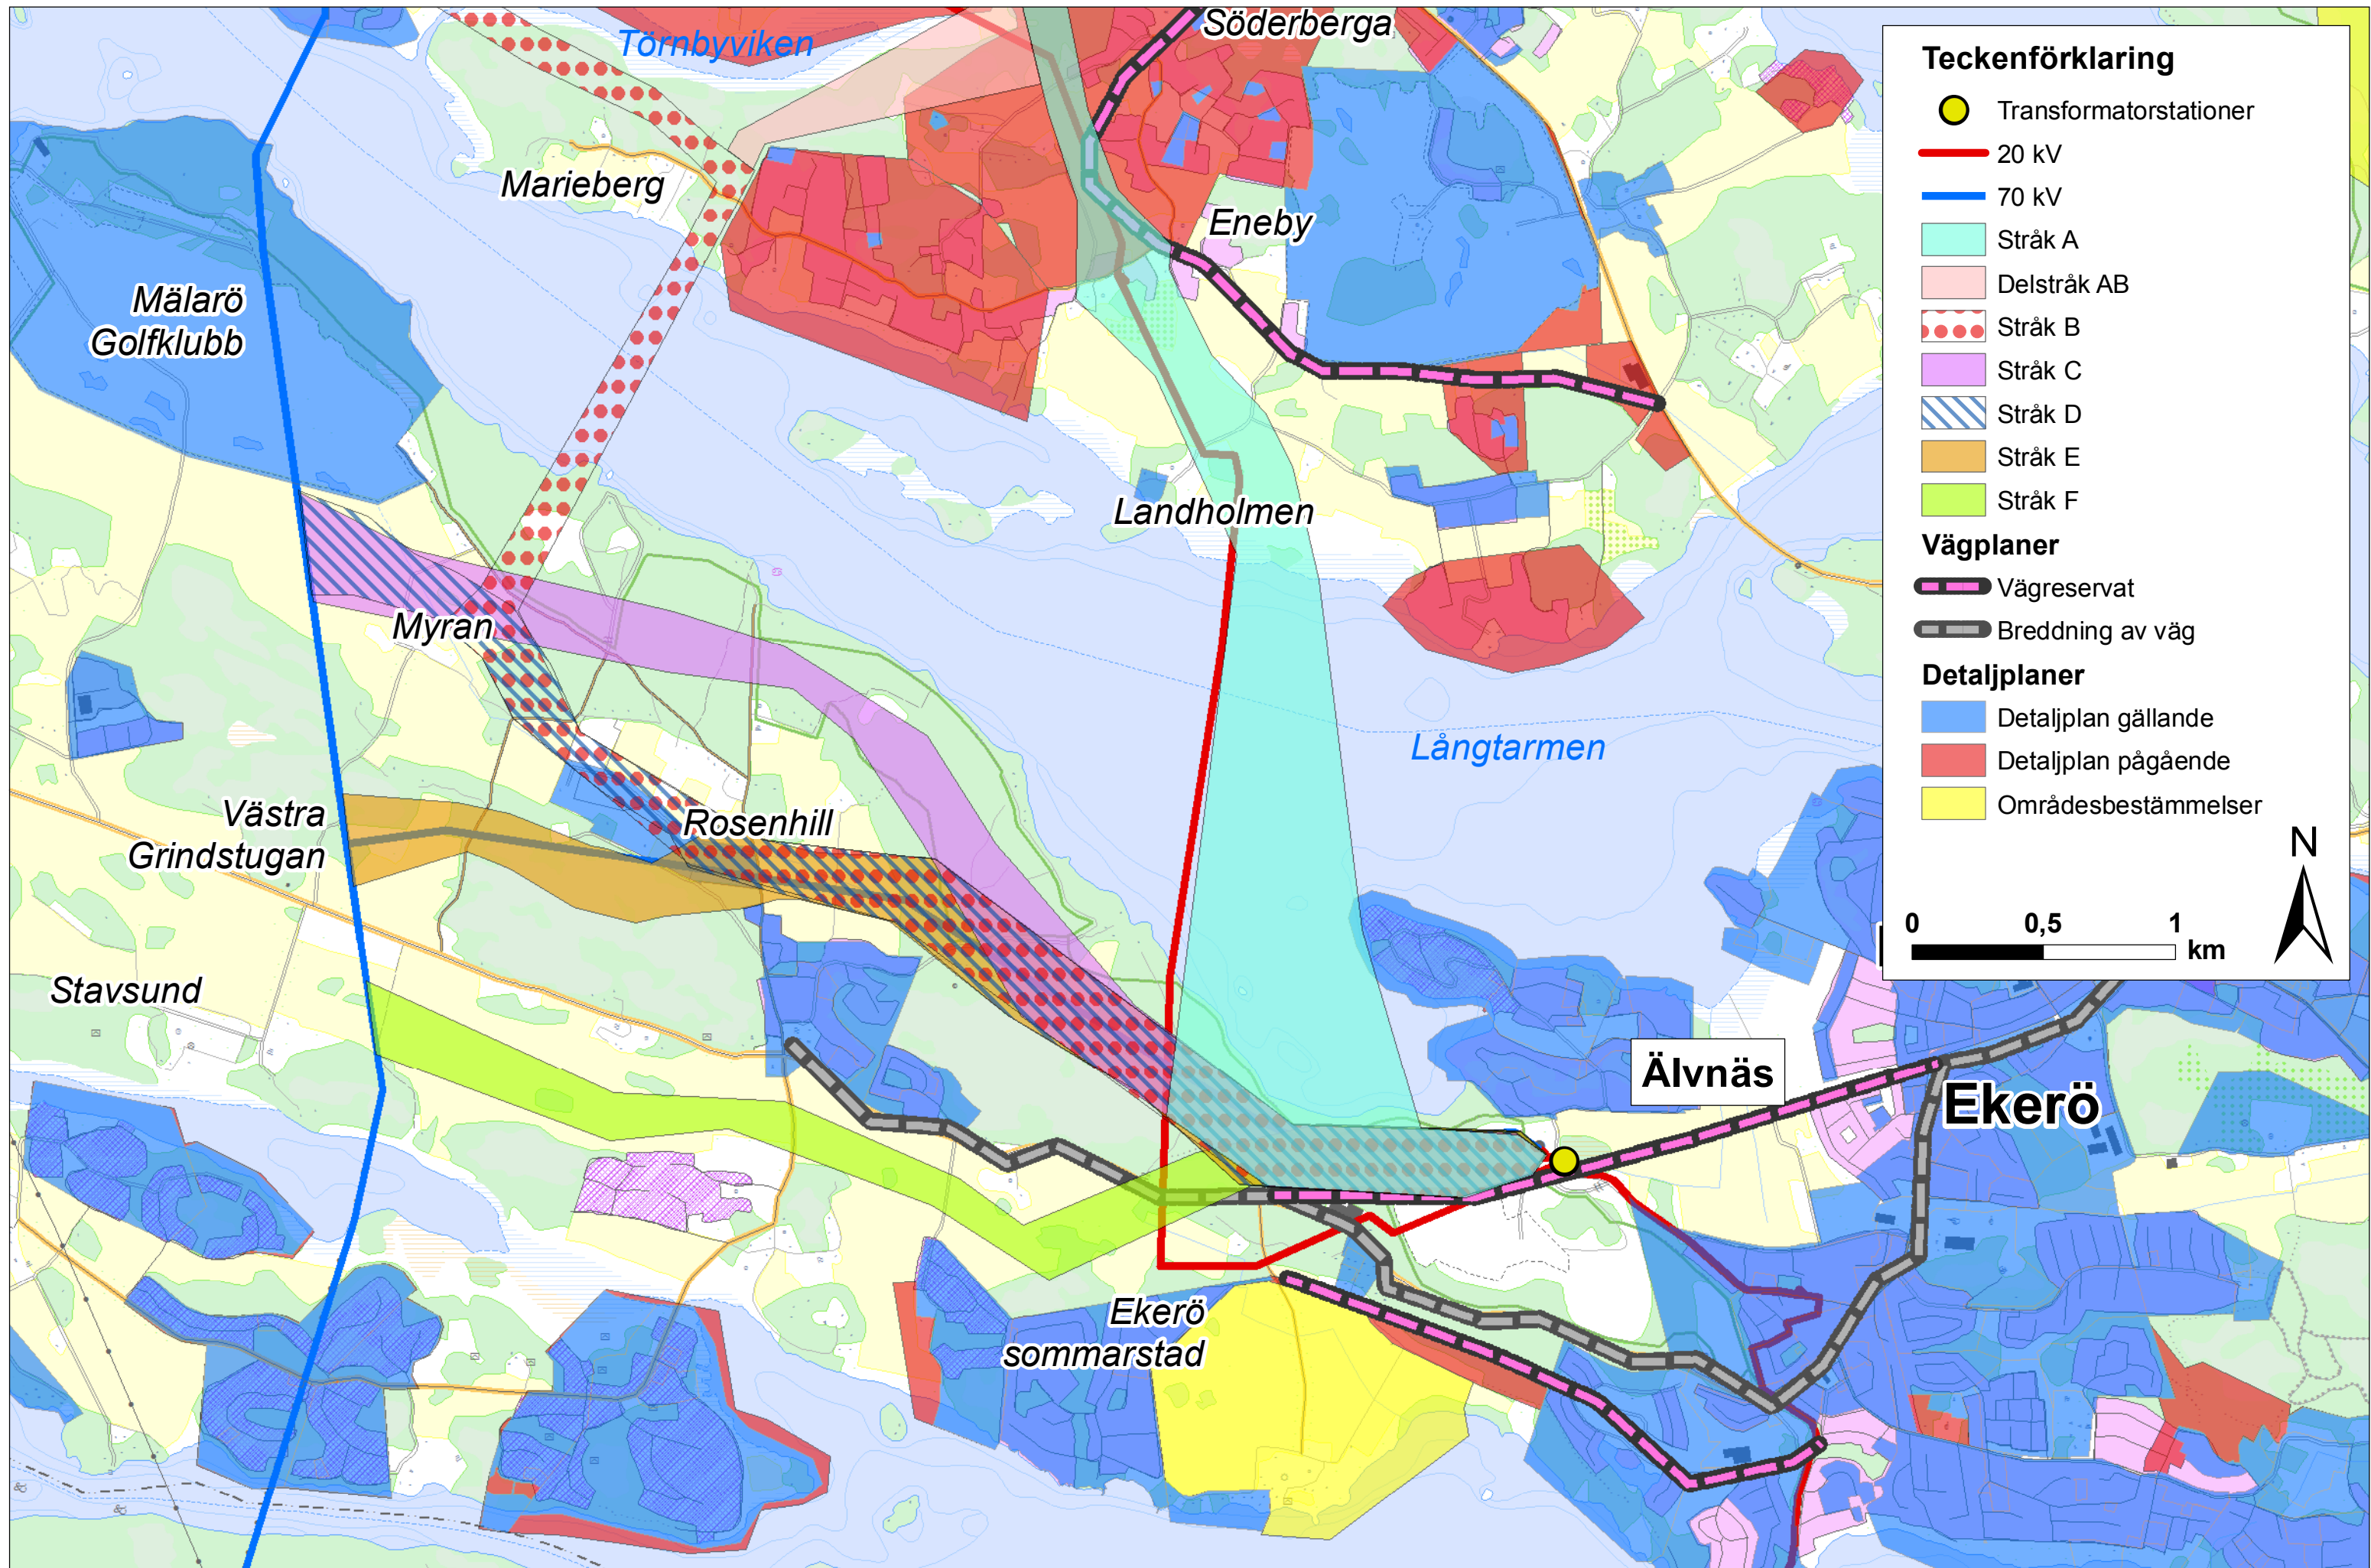 Törnbyviken
Söderberga
Marieberg
Eneby
Mälarö
Golfklubb
Landholmen
Myran
Långtarmen
Västra
Grindstugan
Rosenhill
Stavsund
Älvnäs
Ekerö
Ekerö
sommarstad
Teckenförklaring
Transformatorstationer
20 kV
70 kV
Stråk A
Delstråk AB
Stråk B
Stråk C
Stråk D
Stråk E
Stråk F
Vägplaner
Vägreservat
Breddning av väg
Detaljplaner
Detaljplan gällande
Detaljplan pågående
Områdesbestämmelser
N
0 0,5 1
km